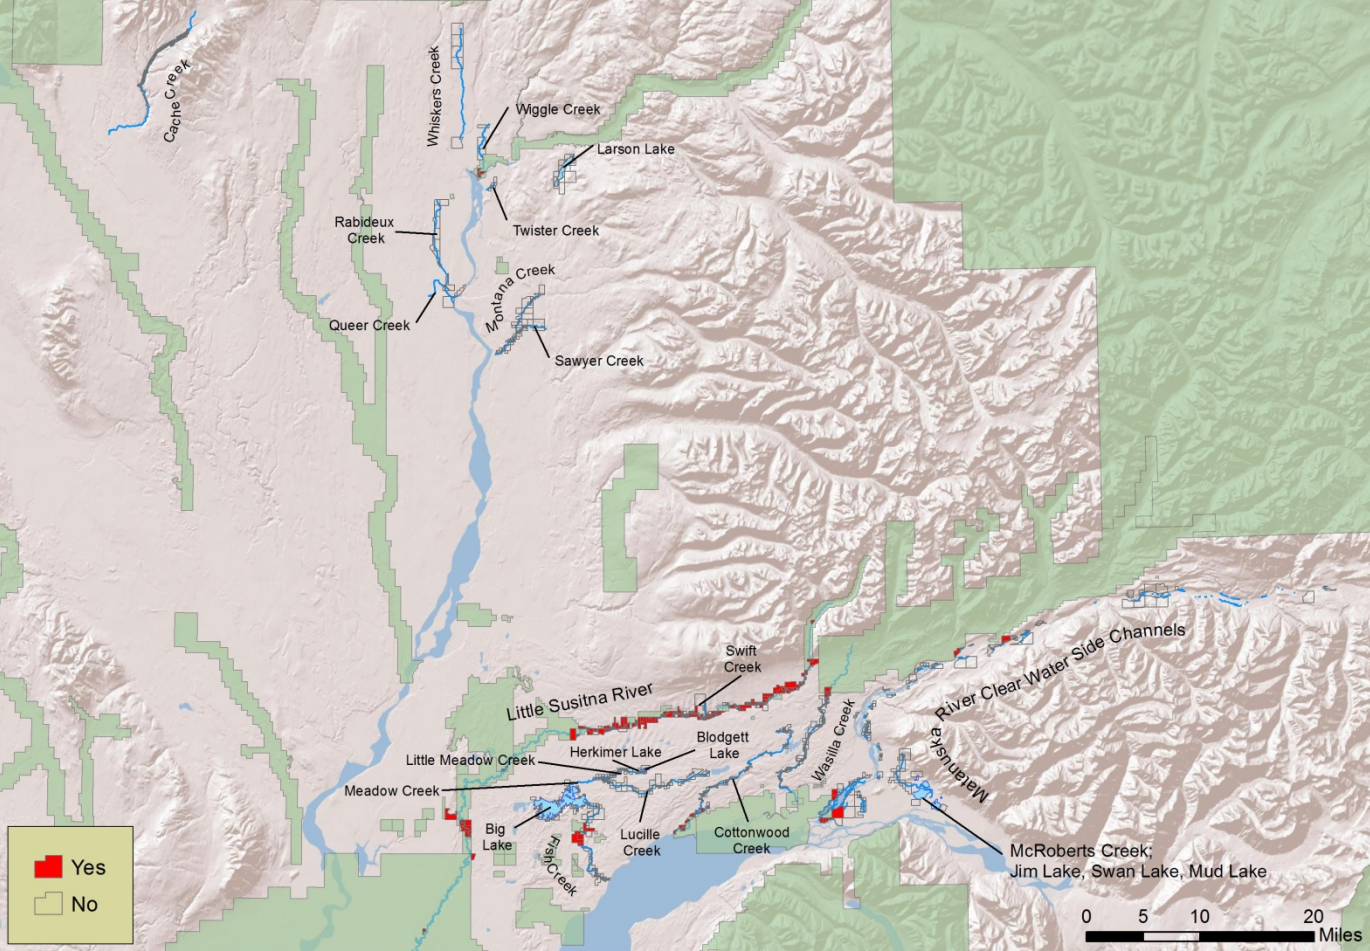 Cache Creek
Whiskers Creek
Wiggle Creek
Larson Lake
Rabideux
Creek
Twister Creek
Montana Creek
Queer Creek
Sawyer Creek
Swift
Creek
Little Susitna River
Matanuska River Clear Water Side Channels
Blodgett
Lake
Herkimer Lake
Little Meadow Creek
Wasilla Creek
Meadow Creek
Big
Lake
Fish Creek
Lucille
Creek
Cottonwood
Creek
McRoberts Creek;
Jim Lake, Swan Lake, Mud Lake
Yes
No
0 5 10 20
Miles